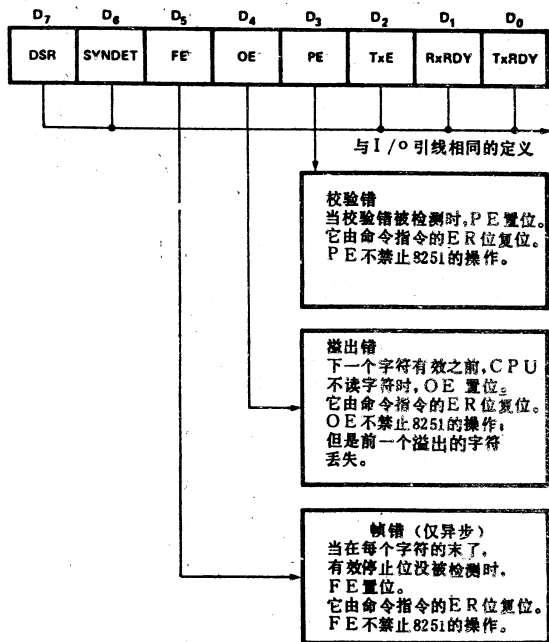 D7 D6 D5 D4 D3 D2 D1 D0
DSR SYNDET FE OE PE TxE RxRDY TxRDY
与I/O引线相同的定义
校验错
当校验错被检测时,PE置位。
它由命令指令的ER位复位。
PE不禁止8251的操作。
溢出错
下一个字符有效之前,CPU
不读字符时,OE 置位。
它由命令指令的ER位复位。
OE不禁止8251的操作;
但是前一个溢出的字符
丢失。
帧错(仅异步)
当在每个字符的末了,
有效停止位没被检测时,
FE置位。
它由命令指令的ER位复位。
FE不禁止8251的操作。